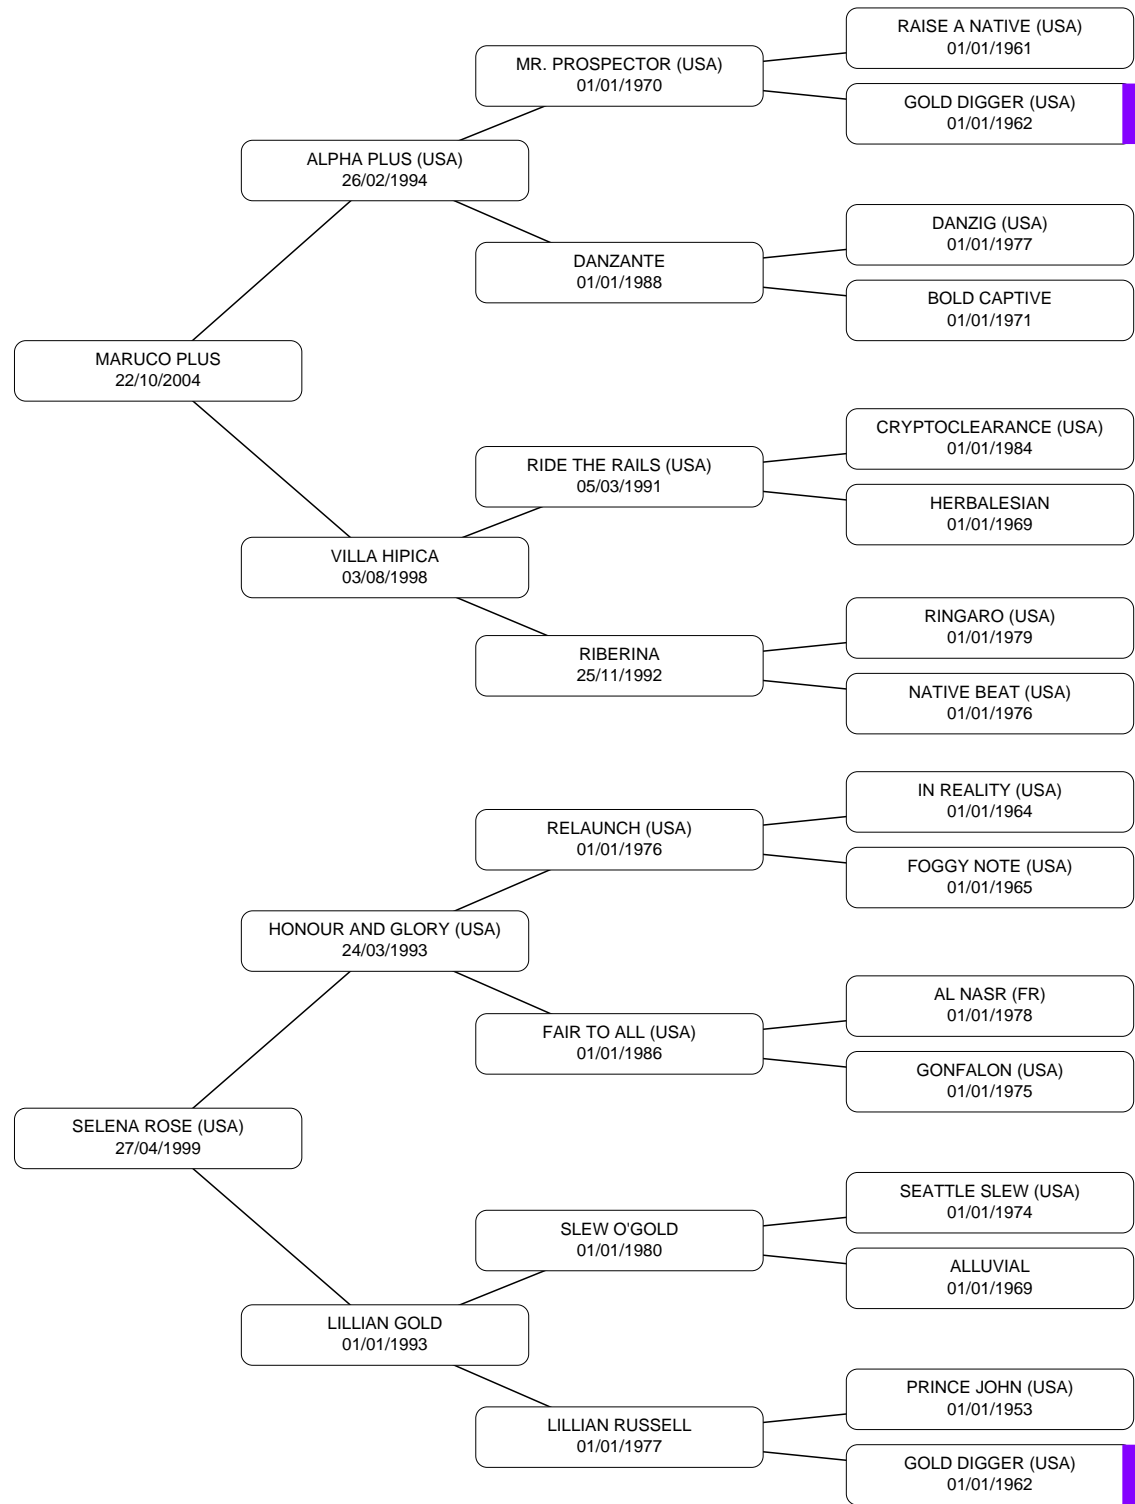 RAISE A NATIVE (USA)
01/01/1961
MR. PROSPECTOR (USA)
01/01/1970
GOLD DIGGER (USA)
01/01/1962
ALPHA PLUS (USA)
26/02/1994
DANZIG (USA)
01/01/1977
DANZANTE
01/01/1988
BOLD CAPTIVE
01/01/1971
MARUCO PLUS
22/10/2004
CRYPTOCLEARANCE (USA)
01/01/1984
RIDE THE RAILS (USA)
05/03/1991
HERBALESIAN
01/01/1969
VILLA HIPICA
03/08/1998
RINGARO (USA)
01/01/1979
RIBERINA
25/11/1992
NATIVE BEAT (USA)
01/01/1976
IN REALITY (USA)
01/01/1964
RELAUNCH (USA)
01/01/1976
FOGGY NOTE (USA)
01/01/1965
HONOUR AND GLORY (USA)
24/03/1993
AL NASR (FR)
01/01/1978
FAIR TO ALL (USA)
01/01/1986
GONFALON (USA)
01/01/1975
SELENA ROSE (USA)
27/04/1999
SEATTLE SLEW (USA)
01/01/1974
SLEW O'GOLD
01/01/1980
ALLUVIAL
01/01/1969
LILLIAN GOLD
01/01/1993
PRINCE JOHN (USA)
01/01/1953
LILLIAN RUSSELL
01/01/1977
GOLD DIGGER (USA)
01/01/1962